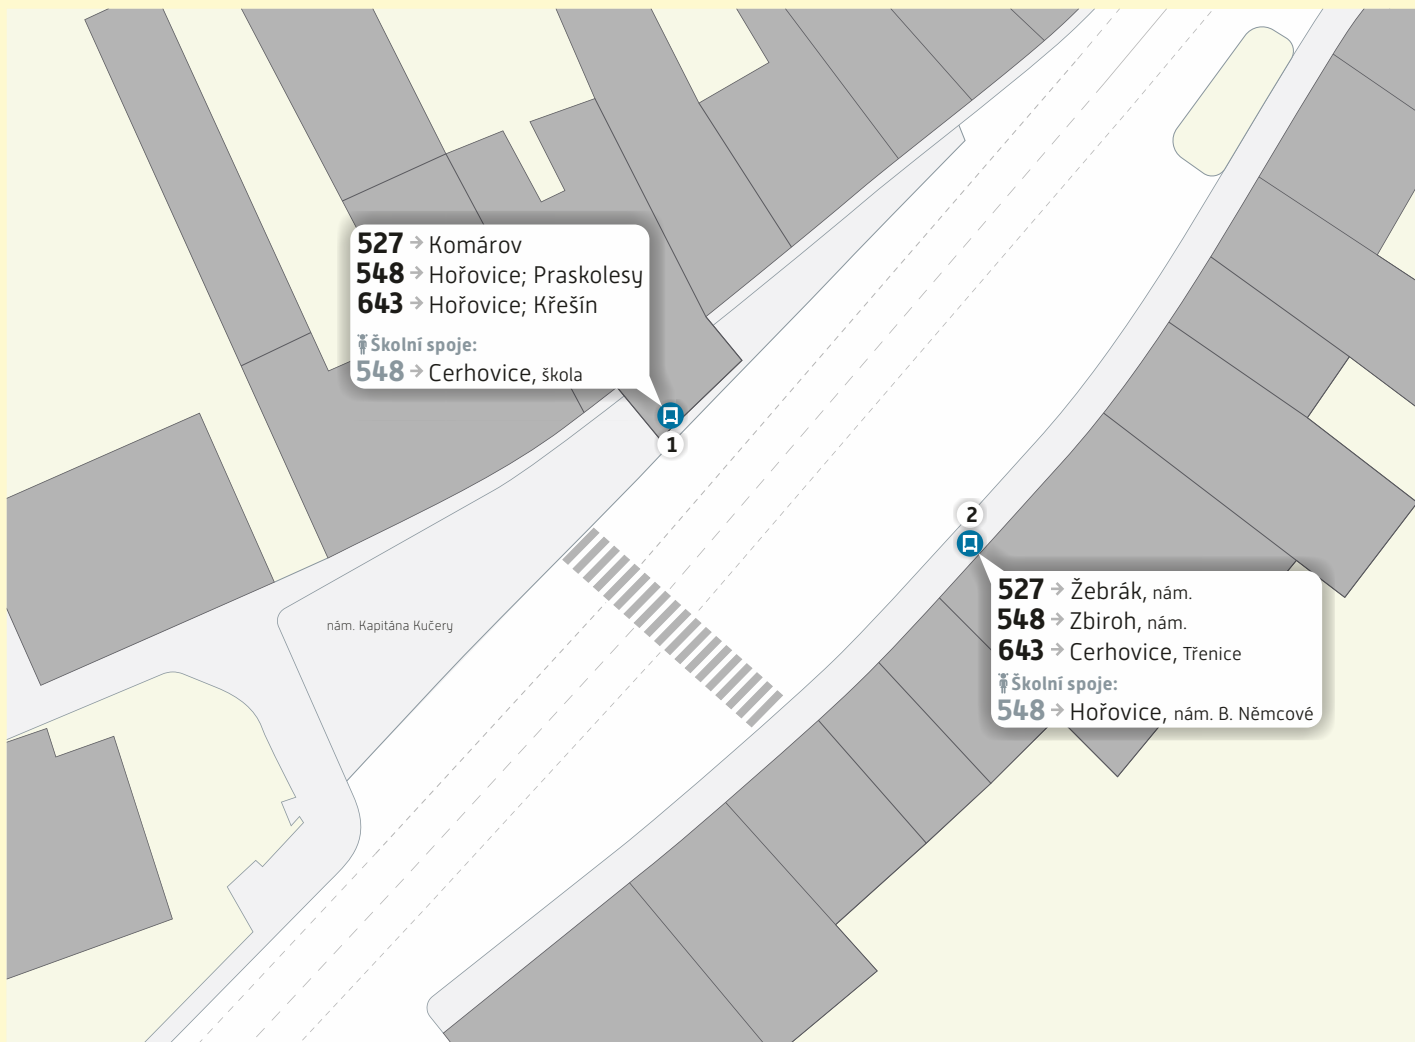 527 → Komárov
548 → Hořovice; Praskolesy
643 → Hořovice; Křešín
Školní spoje:
548 → Cerhovice, škola
1
2
527 → Žebrák, nám.
548 → Zbiroh, nám.
643 → Cerhovice, Třenice
Školní spoje:
548 → Hořovice, nám. B. Němcové
nám. Kapitána Kučery